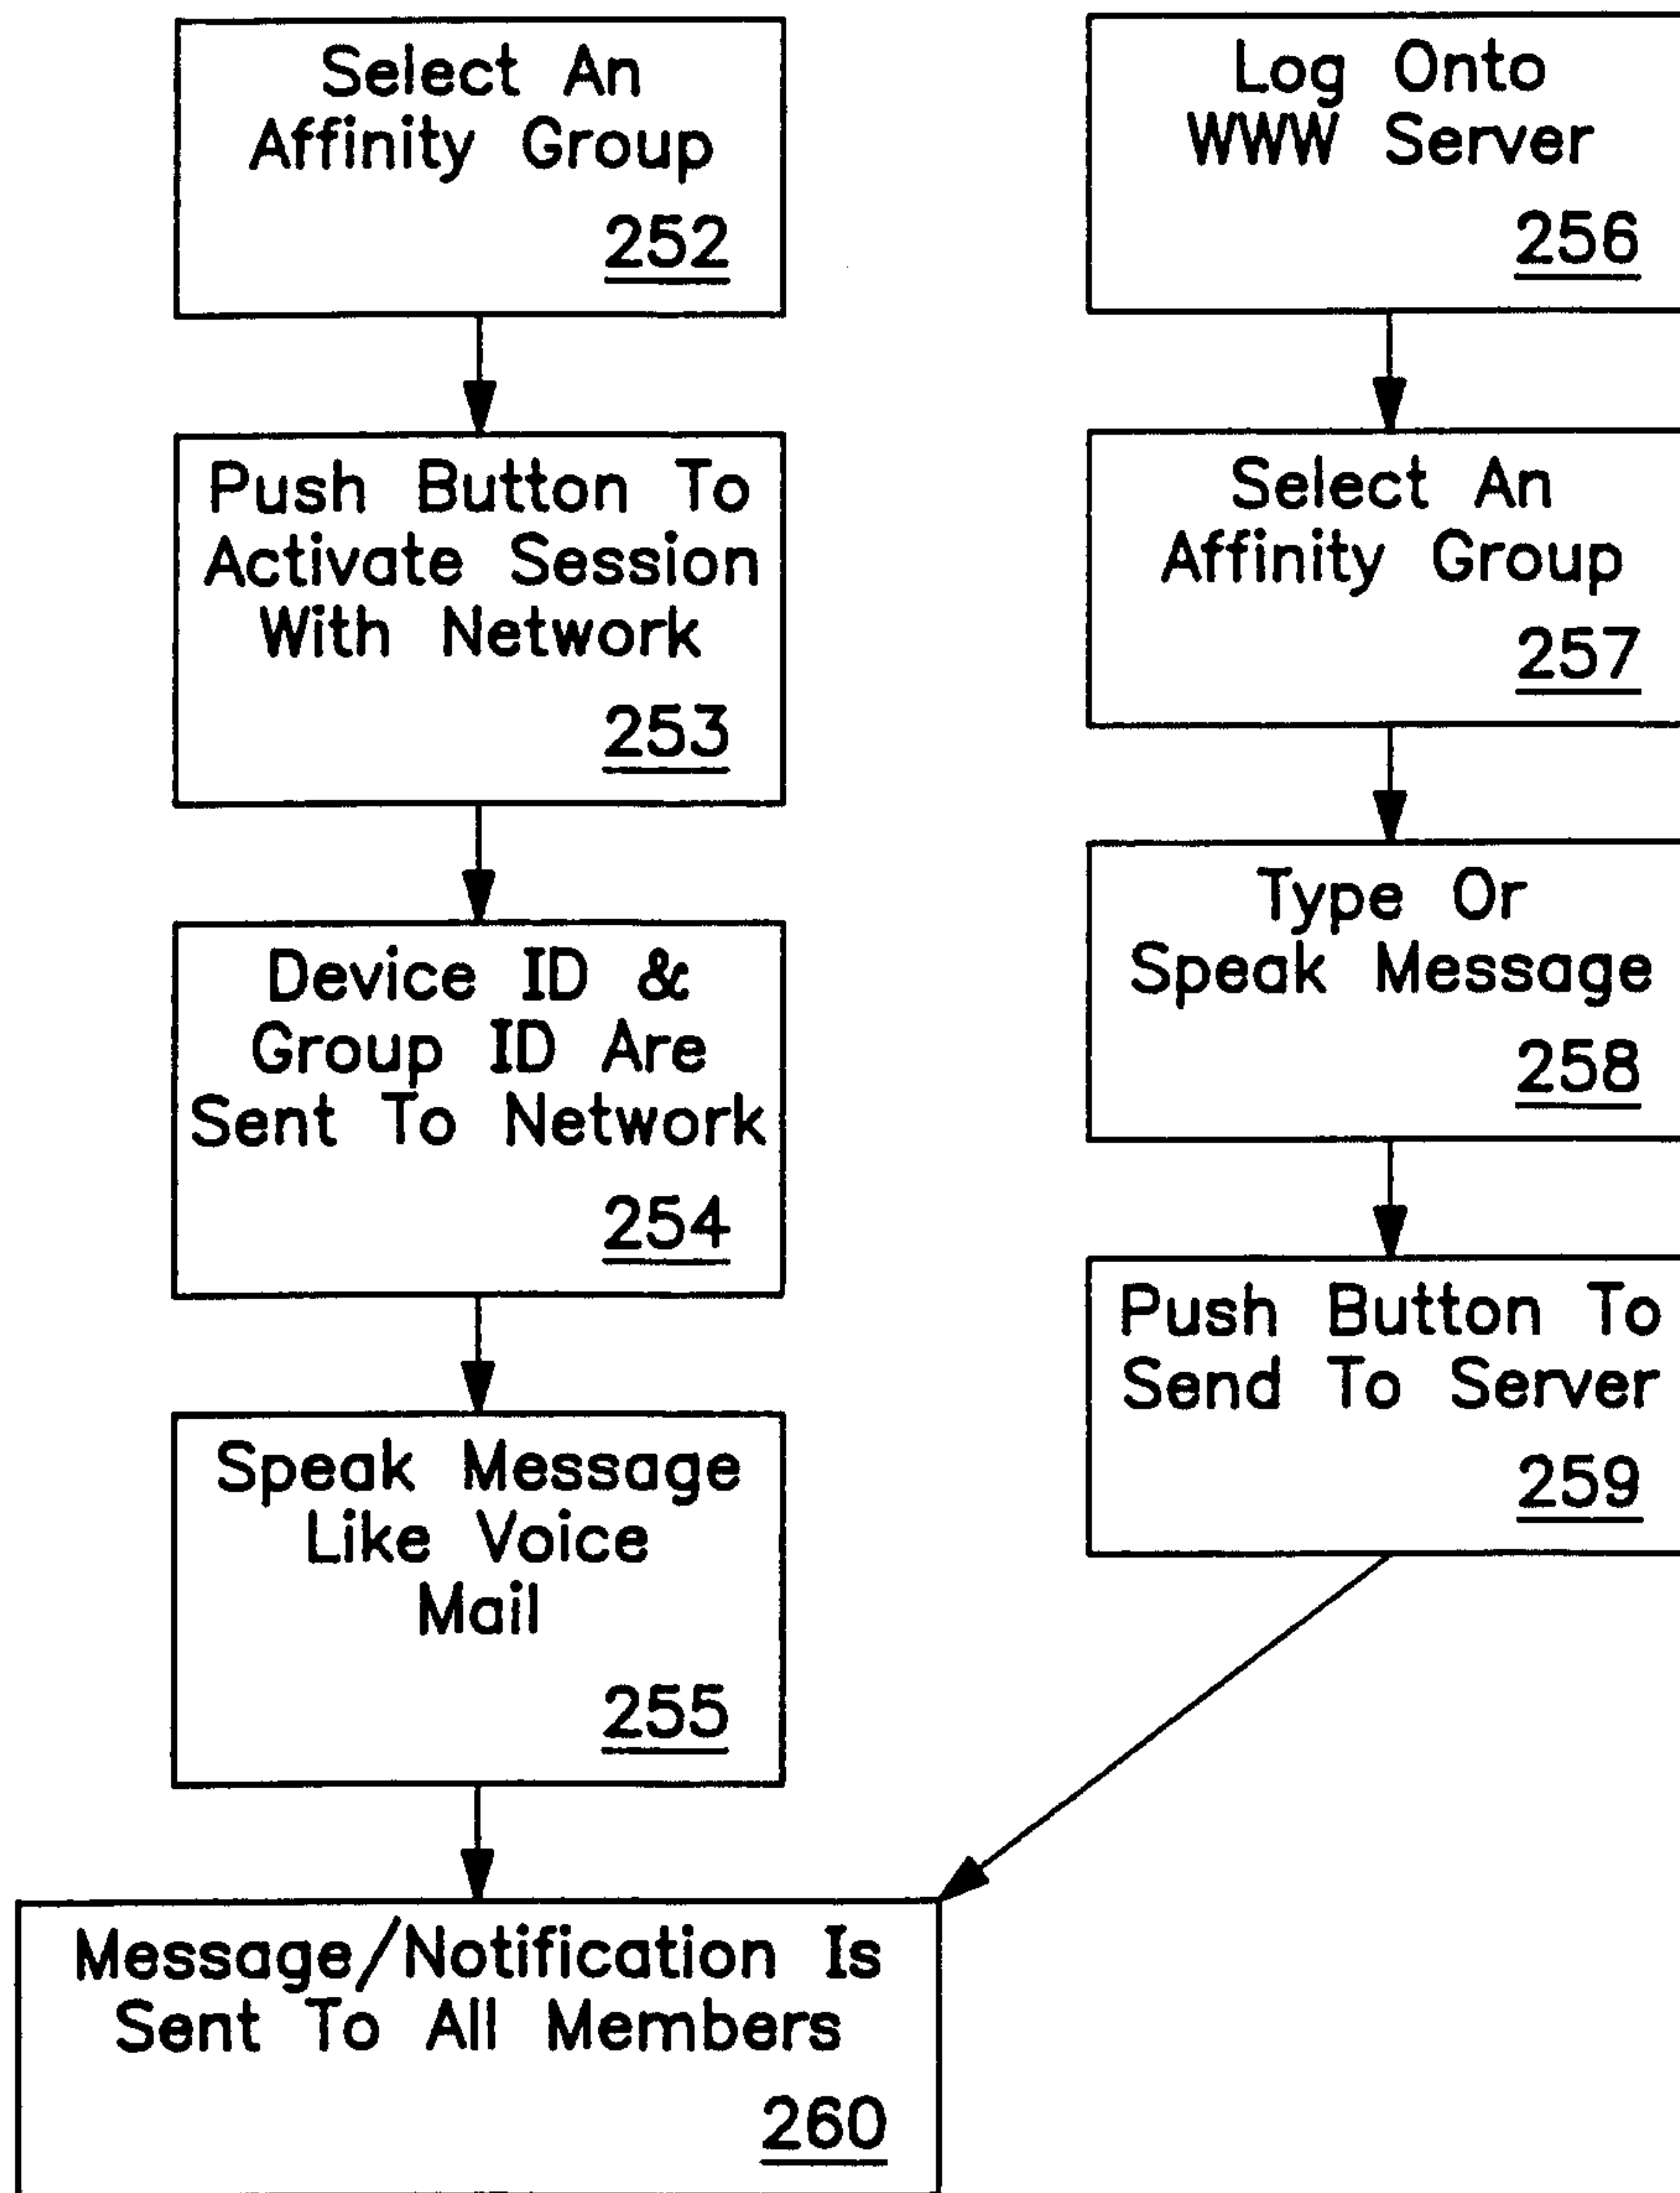 Select An
Affinity Group
252
Push Button To
Activate Session
With Network
253
Device ID &
Group ID Are
Sent To Network
254
Speak Message
Like Voice
Mail
255
Log Onto
WWW Server
256
Select An
Affinity Group
257
Type Or
Speak Message
258
Push Button To
Send To Server
259
Message/Notification Is
Sent To All Members
260